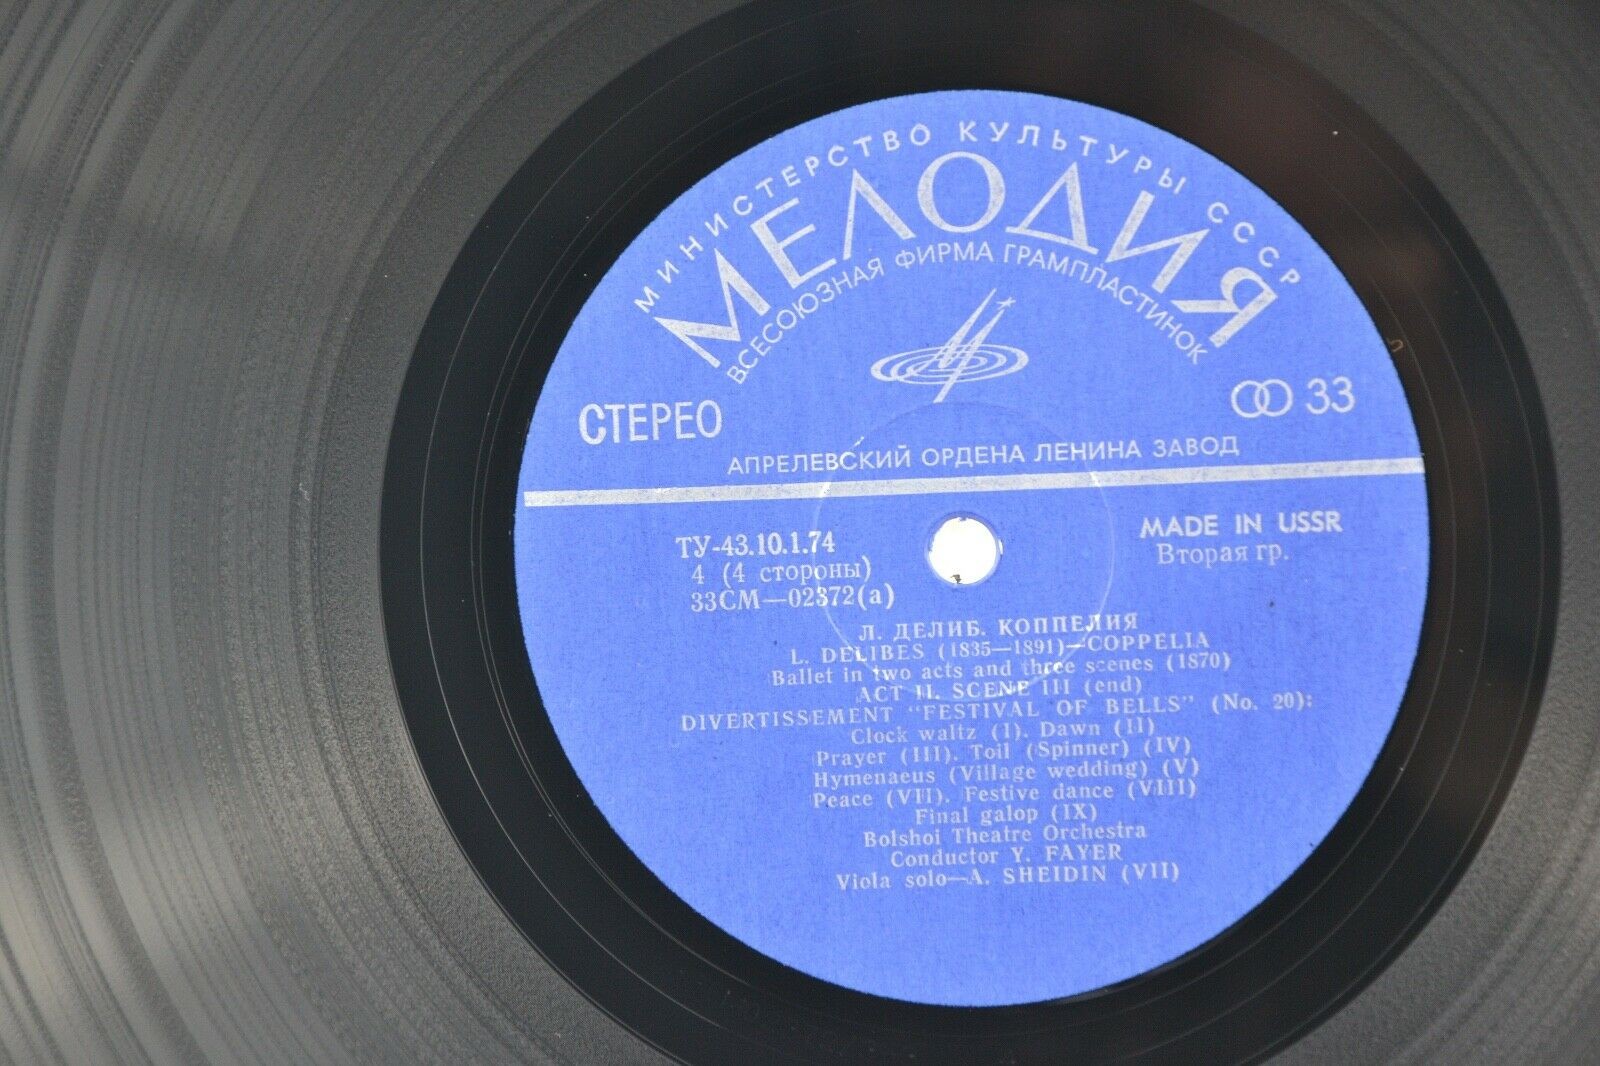 МИНИСТЕРСТВО КУЛЬТУРЫ СССР
МЕЛОДИЯ
ВСЕСОЮЗНАЯ ФИРМА ГРАМПЛАСТИНОК
СТЕРЕО
33
АПРЕЛЕВСКИЙ ОРДЕНА ЛЕНИНА ЗАВОД
ТУ-43.10.1.74
MADE IN USSR
4 (4 стороны)
Вторая гр.
33СМ—02372(а)
Л. ДЕЛИБ. КОППЕЛИЯ
L. DELIBES (1835—1891)—COPPELIA
Ballet in two acts and three scenes (1870)
ACT II. SCENE III (end)
DIVERTISSEMENT "FESTIVAL OF BELLS" (No. 20):
Clock waltz (I). Dawn (II)
Prayer (III). Toil (Spinner) (IV)
Hymenaeus (Village wedding) (V)
Peace (VII). Festive dance (VIII)
Final galop (IX)
Bolshoi Theatre Orchestra
Conductor Y. FAYER
Viola solo—A. SHEIDIN (VII)